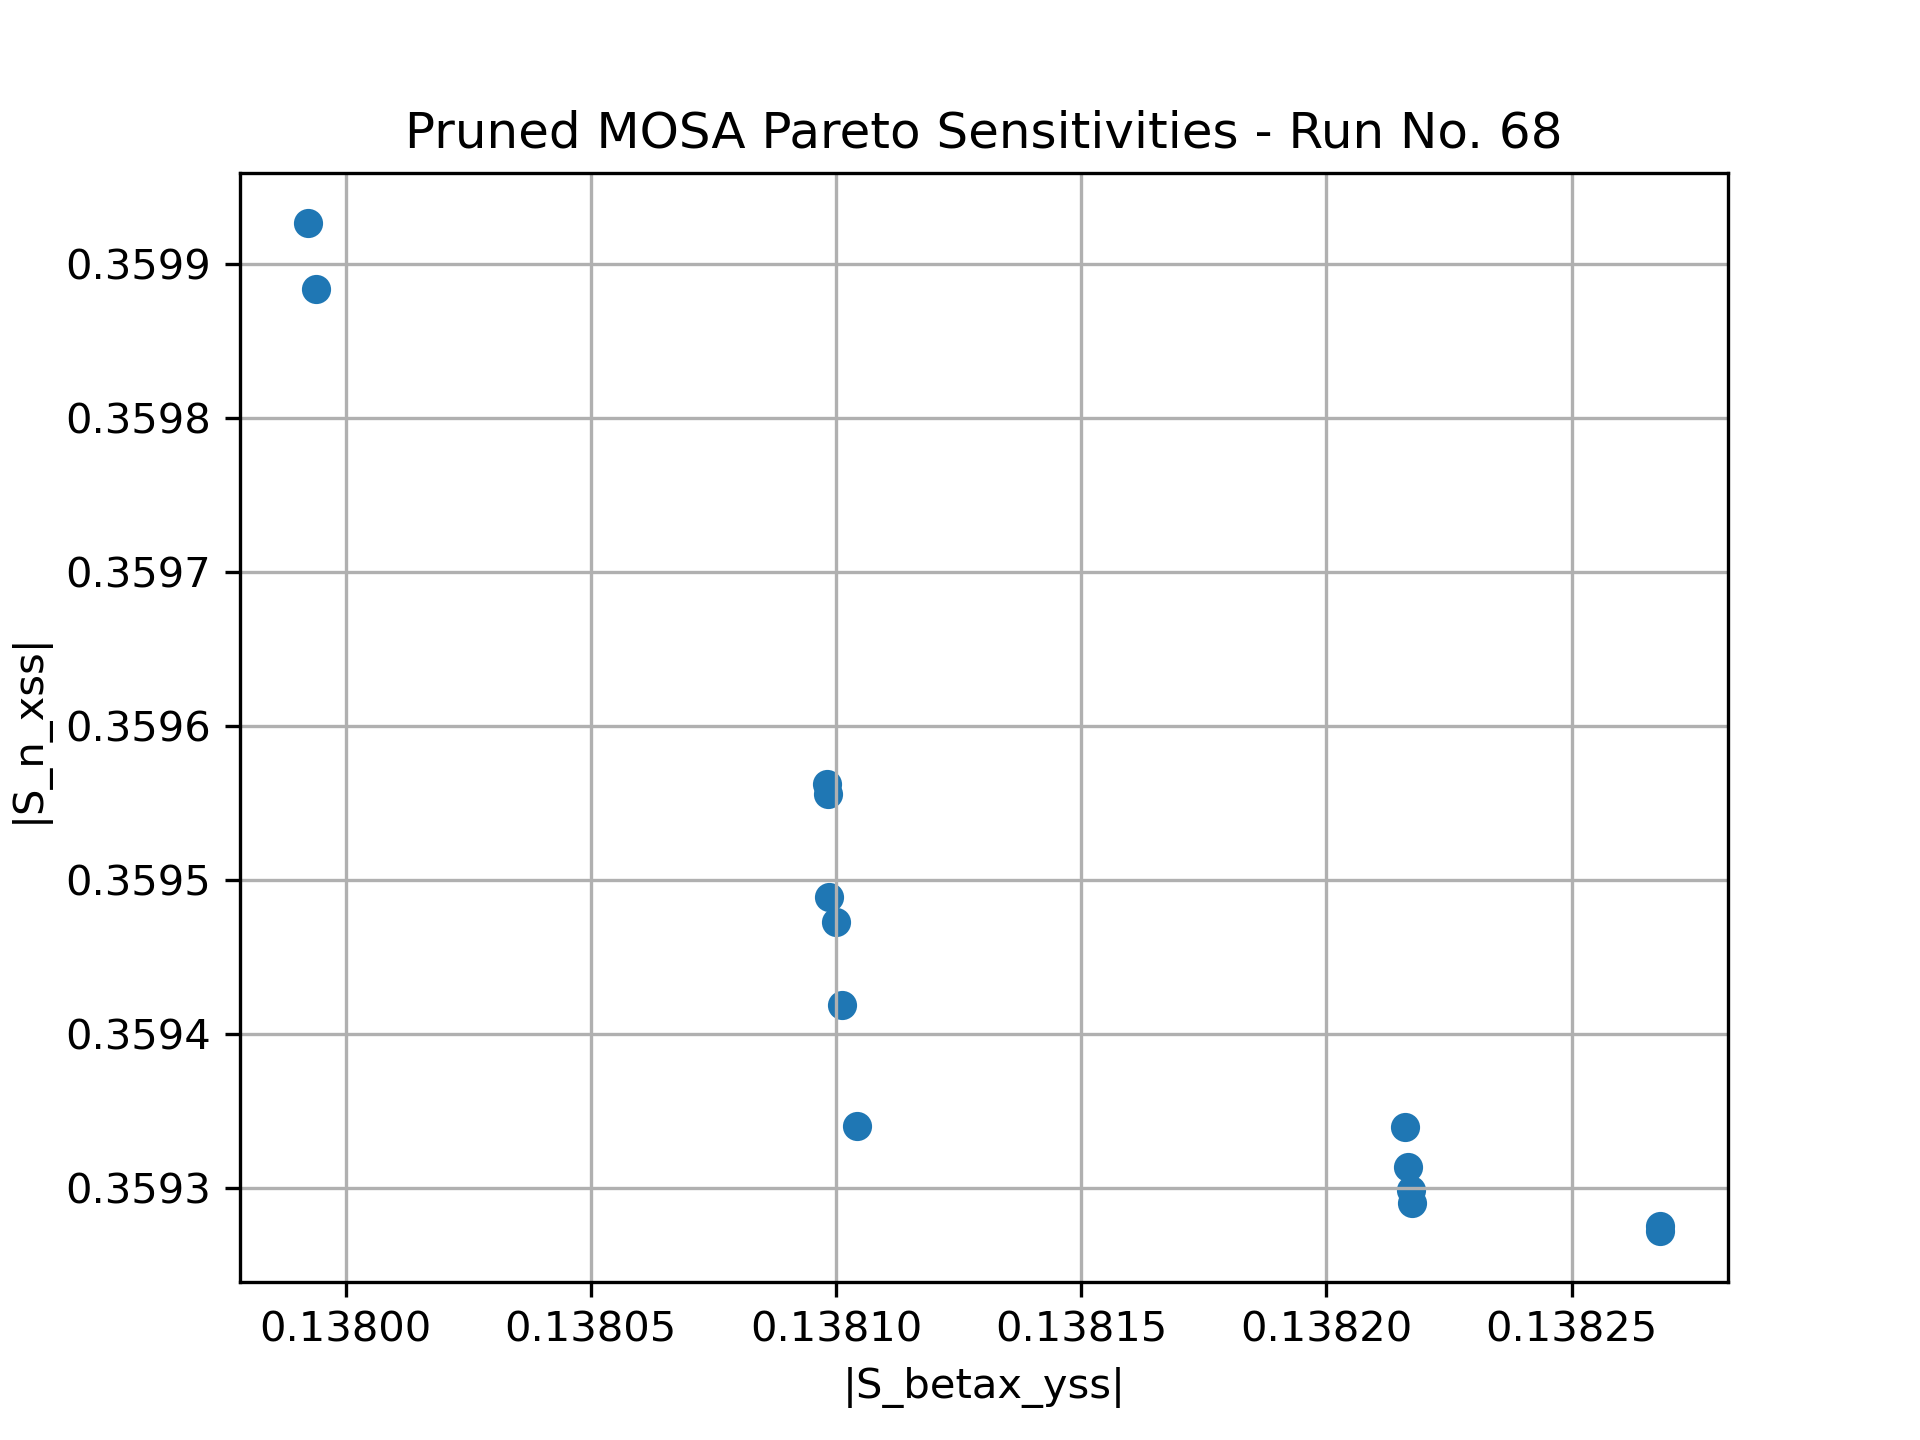 Pruned MOSA Pareto Sensitivities - Run No. 68
|S_n_xss|
0.3599
0.3598
0.3597
0.3596
0.3595
0.3594
0.3593
0.13800 0.13805 0.13810 0.13815 0.13820 0.13825
|S_betax_yss|